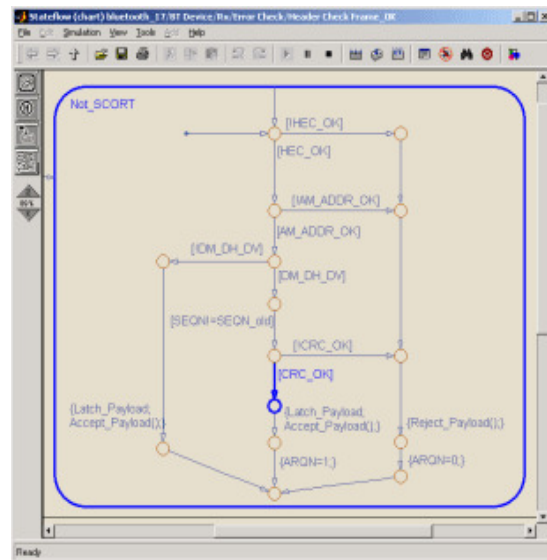 Stateflow (chart) bluetooth_17/BT Device/Rx/Error Check/Header Check Frame_OK
File Edit Simulation View Tools Add Help
Not_SCORT
[!HEC_OK]
[HEC_OK]
[!AM_ADDR_OK]
[AM_ADDR_OK]
[!DM_DH_DV]
[DM_DH_DV]
[SEQN!=SEQN_old]
[!CRC_OK]
[CRC_OK]
{Latch_Payload;
Accept_Payload();}
{Latch_Payload;
Accept_Payload();}
{Reject_Payload();}
{ARQN=1;}
{ARQN=0;}
Ready